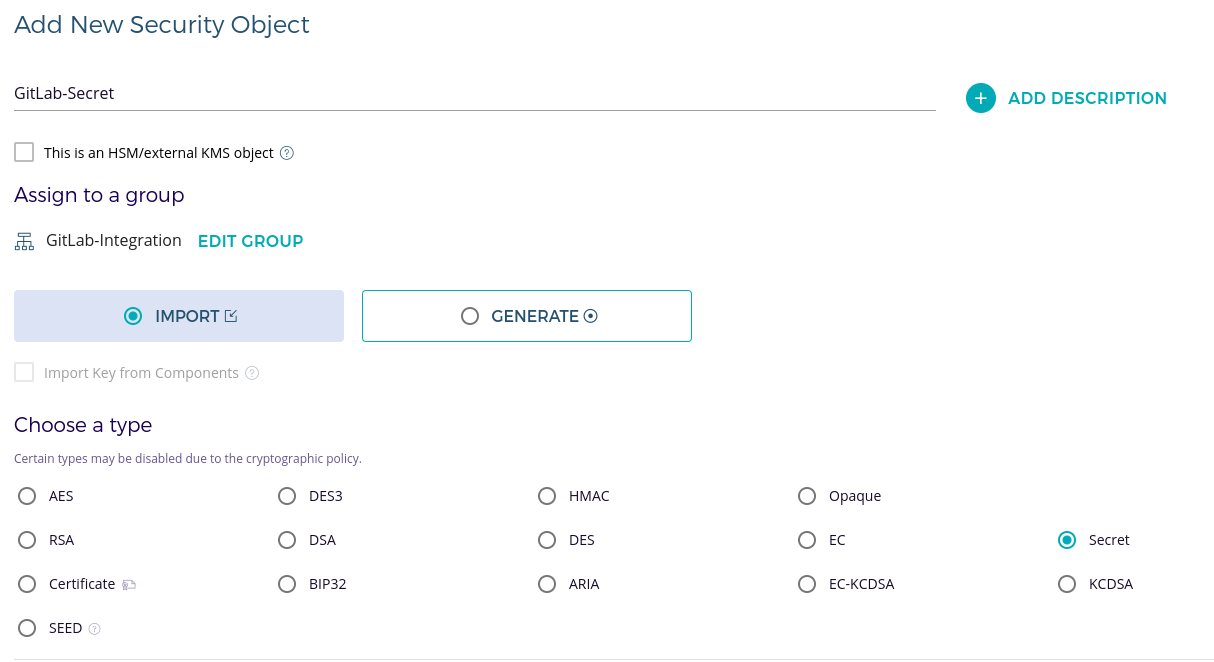 Add New Security Object
GitLab-Secret
ADD DESCRIPTION
This is an HSM/external KMS object
Assign to a group
GitLab-Integration EDIT GROUP
IMPORT GENERATE
Import Key from Components
Choose a type
Certain types may be disabled due to the cryptographic policy.
AES DES3 HMAC Opaque
RSA DSA DES EC Secret
Certificate BIP32 ARIA EC-KCDSA KCDSA
SEED